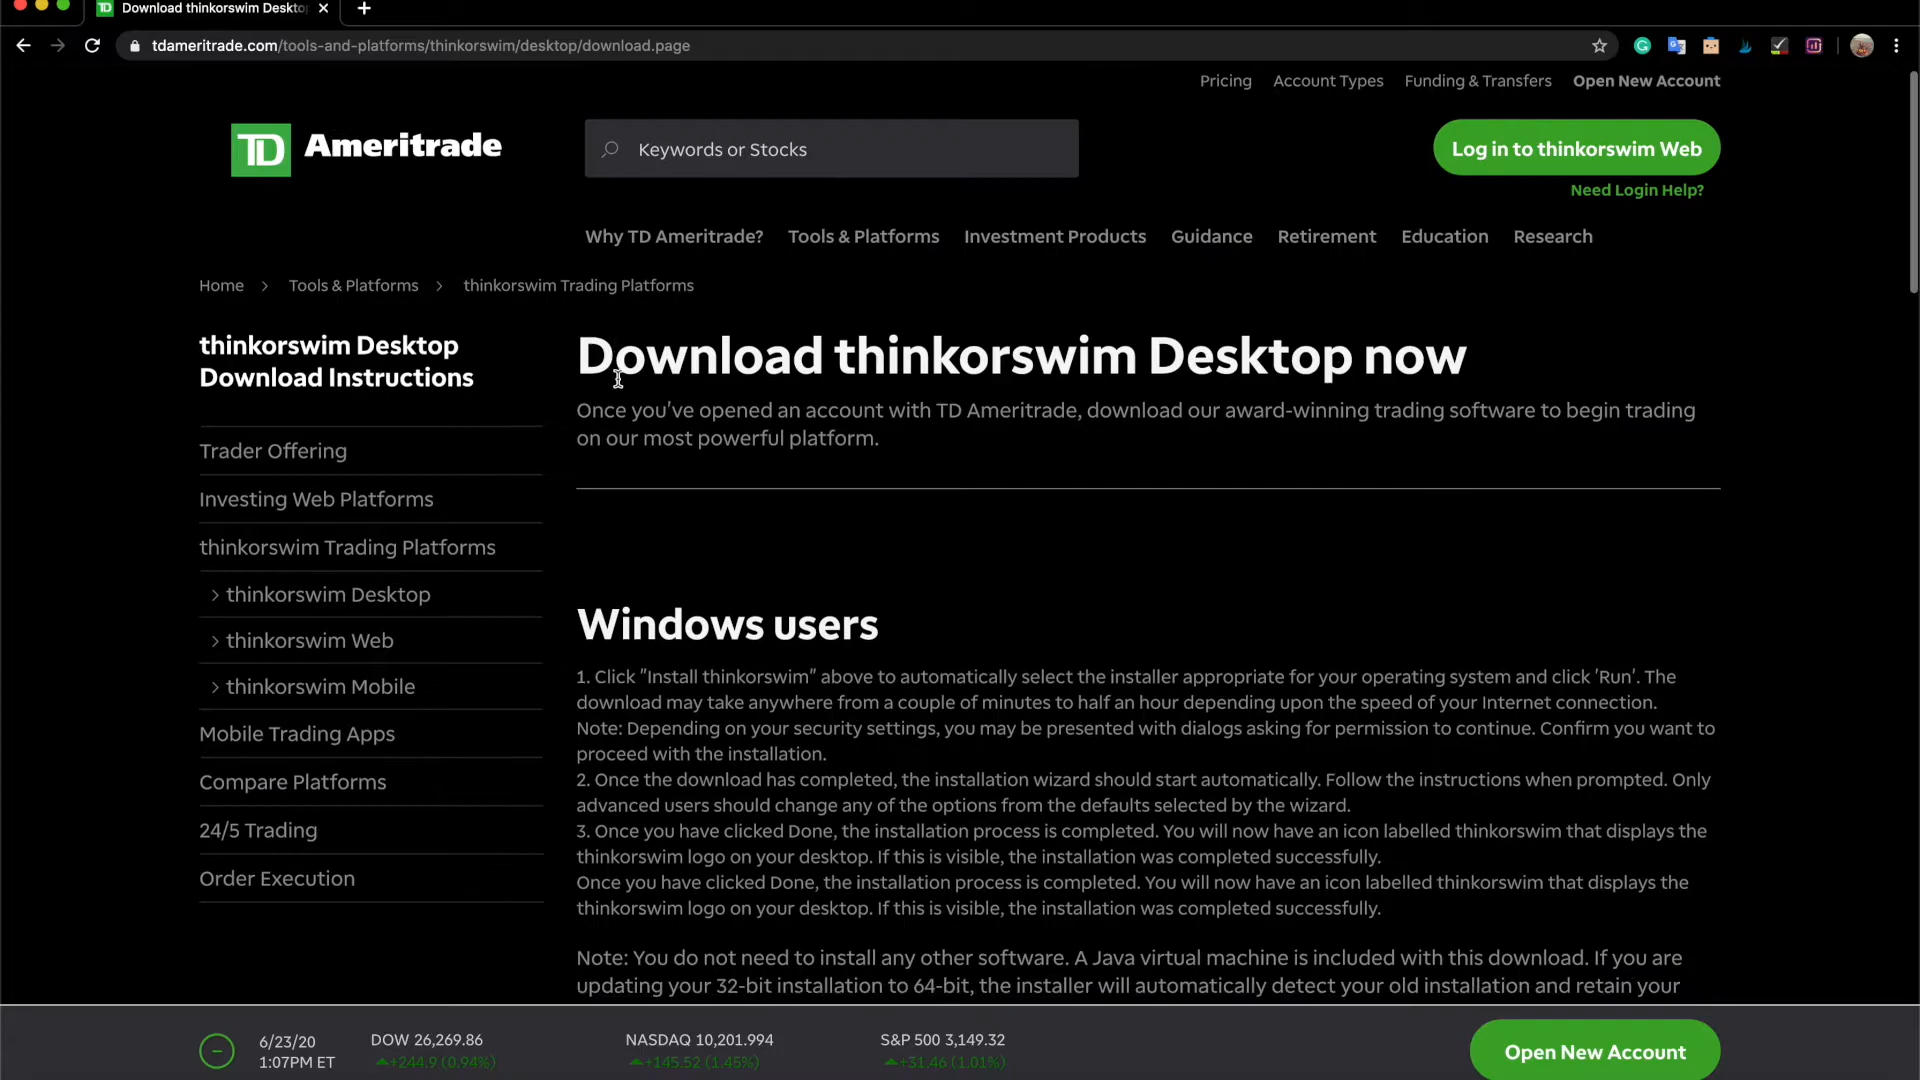 Download thinkorswim Deskto
tdameritrade.com/tools-and-platforms/thinkorswim/desktop/download.page
Pricing Account Types Funding & Transfers Open New Account
TD Ameritrade
Keywords or Stocks
Log in to thinkorswim Web
Need Login Help?
Why TD Ameritrade? Tools & Platforms Investment Products Guidance Retirement Education Research
Home > Tools & Platforms > thinkorswim Trading Platforms
thinkorswim Desktop
Download Instructions
Trader Offering
Investing Web Platforms
thinkorswim Trading Platforms
> thinkorswim Desktop
> thinkorswim Web
> thinkorswim Mobile
Mobile Trading Apps
Compare Platforms
24/5 Trading
Order Execution
Download thinkorswim Desktop now
Once you've opened an account with TD Ameritrade, download our award-winning trading software to begin trading
on our most powerful platform.
Windows users
1. Click "Install thinkorswim" above to automatically select the installer appropriate for your operating system and click 'Run'. The
download may take anywhere from a couple of minutes to half an hour depending upon the speed of your Internet connection.
Note: Depending on your security settings, you may be presented with dialogs asking for permission to continue. Confirm you want to
proceed with the installation.
2. Once the download has completed, the installation wizard should start automatically. Follow the instructions when prompted. Only
advanced users should change any of the options from the defaults selected by the wizard.
3. Once you have clicked Done, the installation process is completed. You will now have an icon labelled thinkorswim that displays the
thinkorswim logo on your desktop. If this is visible, the installation was completed successfully.
Once you have clicked Done, the installation process is completed. You will now have an icon labelled thinkorswim that displays the
thinkorswim logo on your desktop. If this is visible, the installation was completed successfully.
Note: You do not need to install any other software. A Java virtual machine is included with this download. If you are
updating your 32-bit installation to 64-bit, the installer will automatically detect your old installation and retain your
6/23/20
1:07PM ET
DOW 26,269.86
+244.9 (0.94%)
NASDAQ 10,201.994
+145.52 (1.45%)
S&P 500 3,149.32
+31.46 (1.01%)
Open New Account